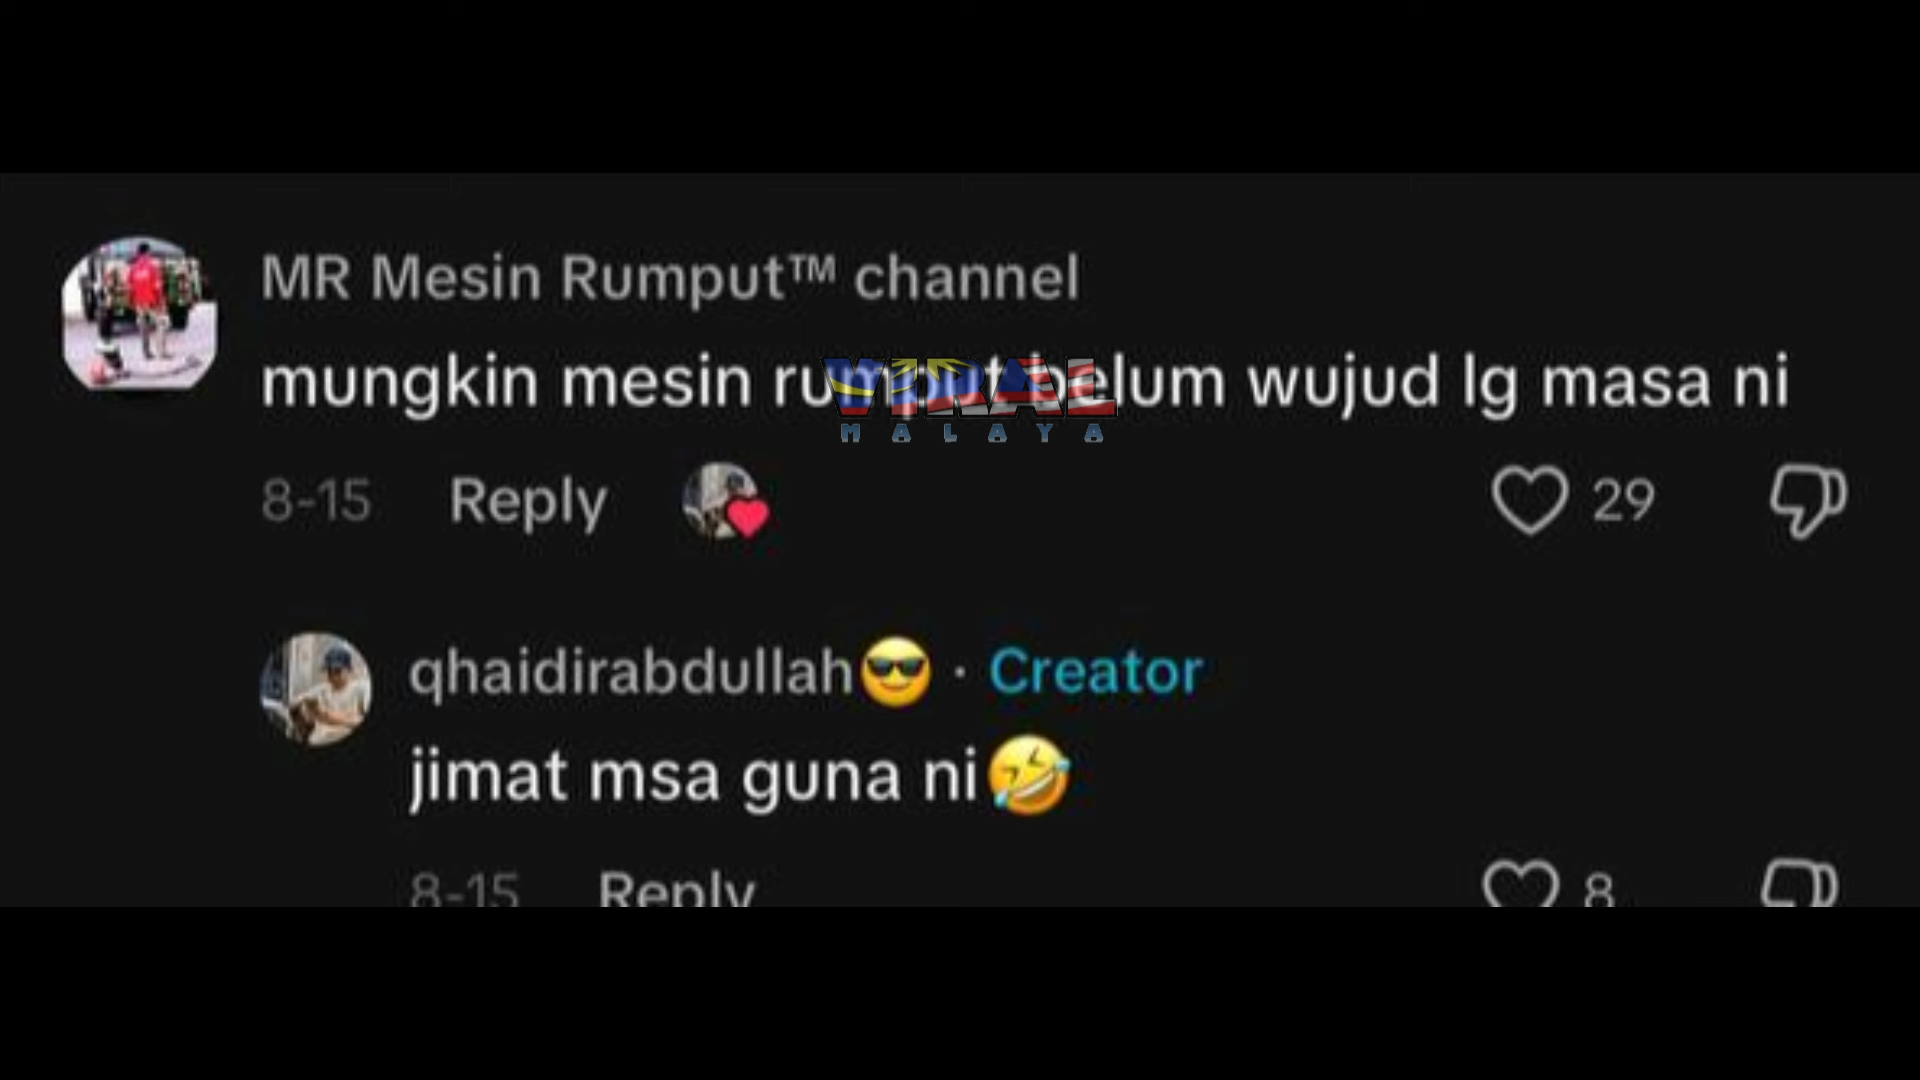 MR Mesin Rumput™ channel
mungkin mesin rumput belum wujud lg masa ni
VIRAL
MALAYA
8-15 Reply 29
qhaidirabdullah😎 · Creator
jimat msa guna ni🤣
8-15 Reply 8